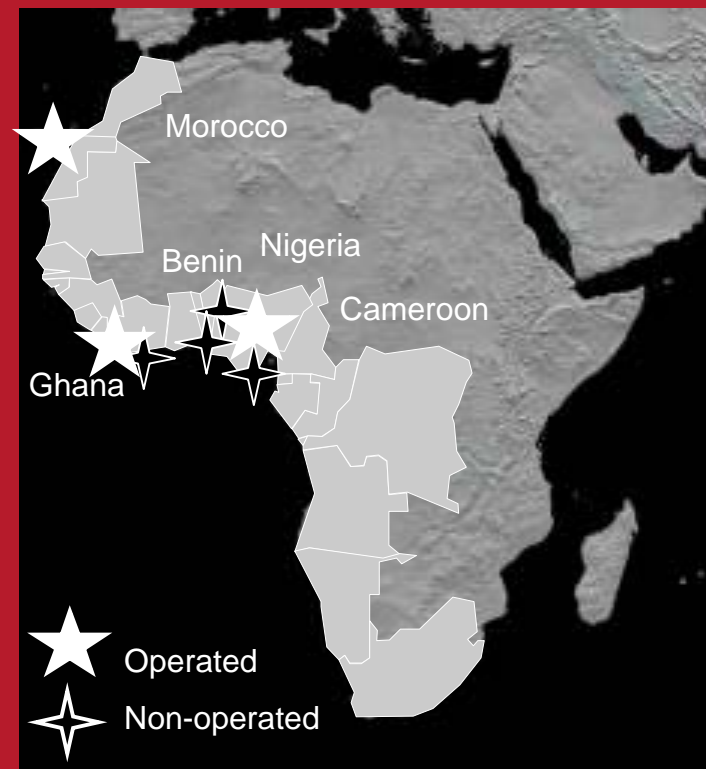 Morocco
Nigeria
Benin
Cameroon
Ghana
Operated
Non-operated